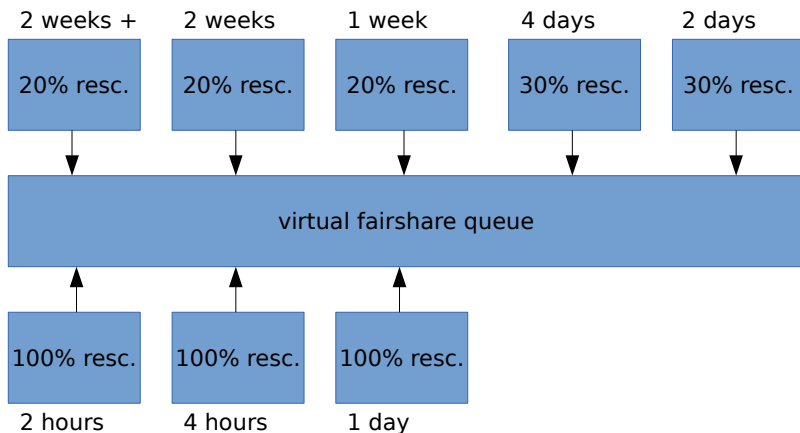 2 weeks + 2 weeks 1 week 4 days 2 days
20% resc. 20% resc. 20% resc. 30% resc. 30% resc.
virtual fairshare queue
100% resc. 100% resc. 100% resc.
2 hours 4 hours 1 day